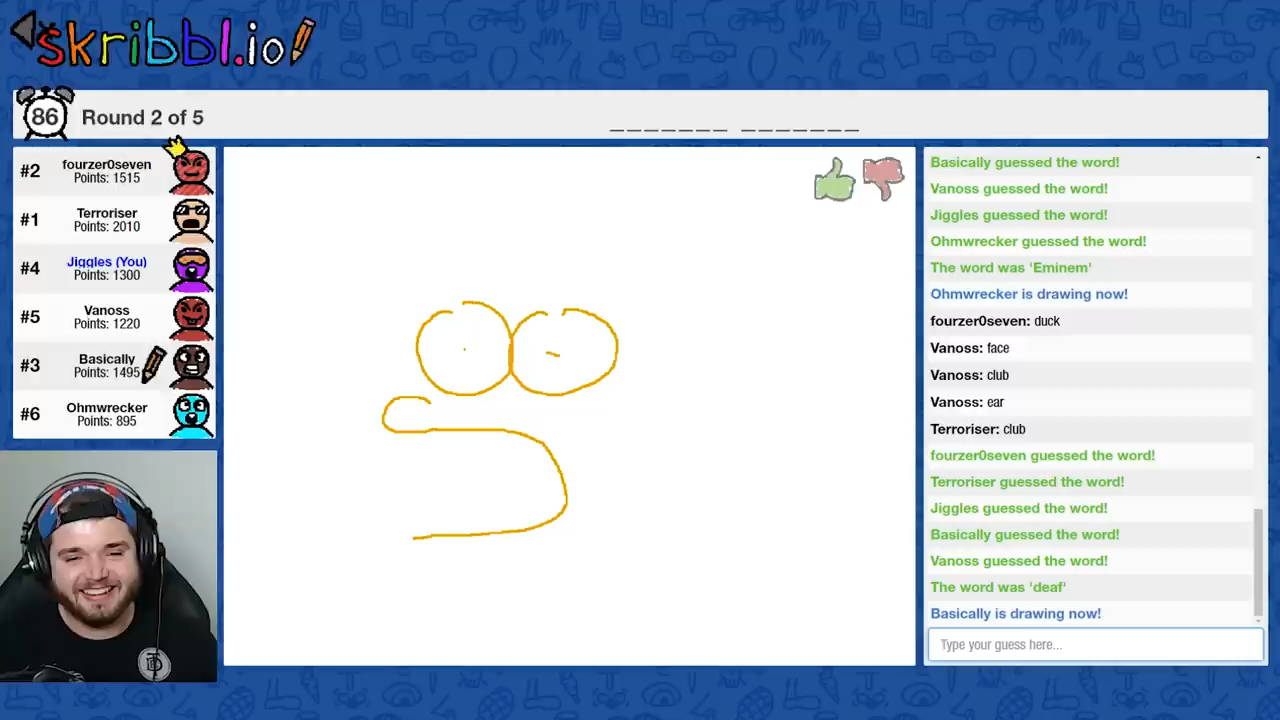 skribbl.io
86
Round 2 of 5
_______ _______
#2 fourzer0seven
Points: 1515
#1 Terroriser
Points: 2010
#4 Jiggles (You)
Points: 1300
#5 Vanoss
Points: 1220
#3 Basically
Points: 1495
#6 Ohmwrecker
Points: 895
Basically guessed the word!
Vanoss guessed the word!
Jiggles guessed the word!
Ohmwrecker guessed the word!
The word was 'Eminem'
Ohmwrecker is drawing now!
fourzer0seven: duck
Vanoss: face
Vanoss: club
Vanoss: ear
Terroriser: club
fourzer0seven guessed the word!
Terroriser guessed the word!
Jiggles guessed the word!
Basically guessed the word!
Vanoss guessed the word!
The word was 'deaf'
Basically is drawing now!
Type your guess here...